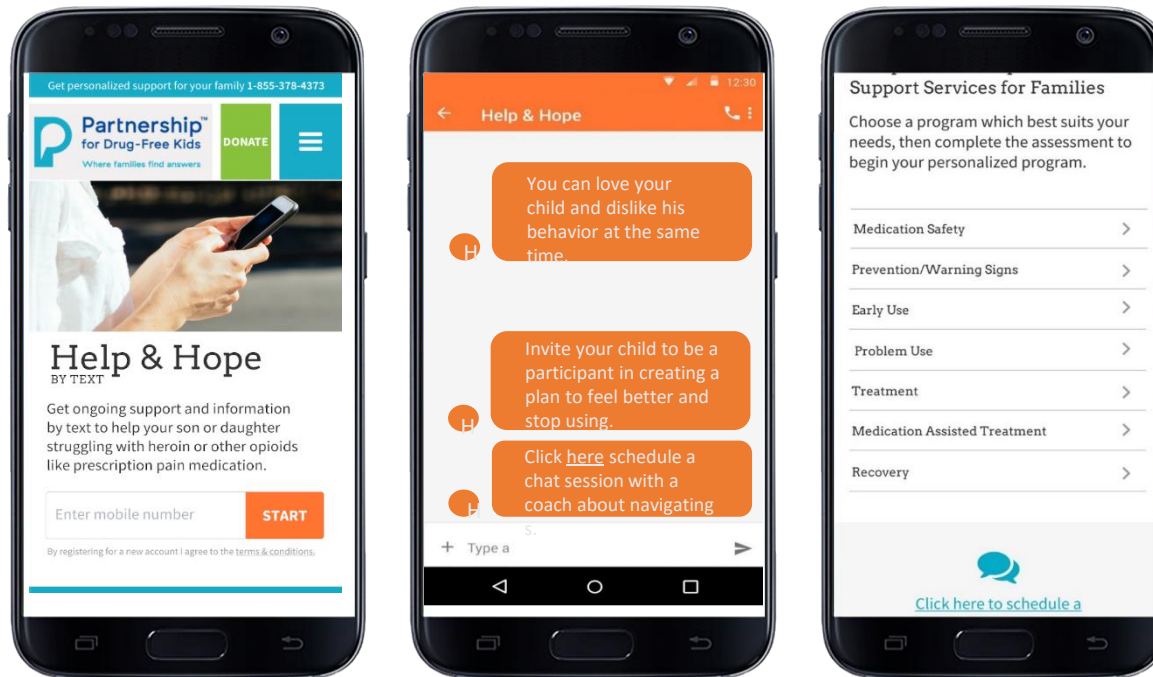 Get personalized support for your family 1-855-378-4373
Partnership™
for Drug-Free Kids
Where families find answers
DONATE
Help & Hope
BY TEXT
Get ongoing support and information
by text to help your son or daughter
struggling with heroin or other opioids
like prescription pain medication.
Enter mobile number
START
By registering for a new account I agree to the terms & conditions.
12:30
Help & Hope
You can love your
child and dislike his
behavior at the same
time.
H
Invite your child to be a
participant in creating a
plan to feel better and
stop using.
H
Click here schedule a
chat session with a
coach about navigating
s.
H
Type a
Support Services for Families
Choose a program which best suits your
needs, then complete the assessment to
begin your personalized program.
Medication Safety
Prevention/Warning Signs
Early Use
Problem Use
Treatment
Medication Assisted Treatment
Recovery
Click here to schedule a